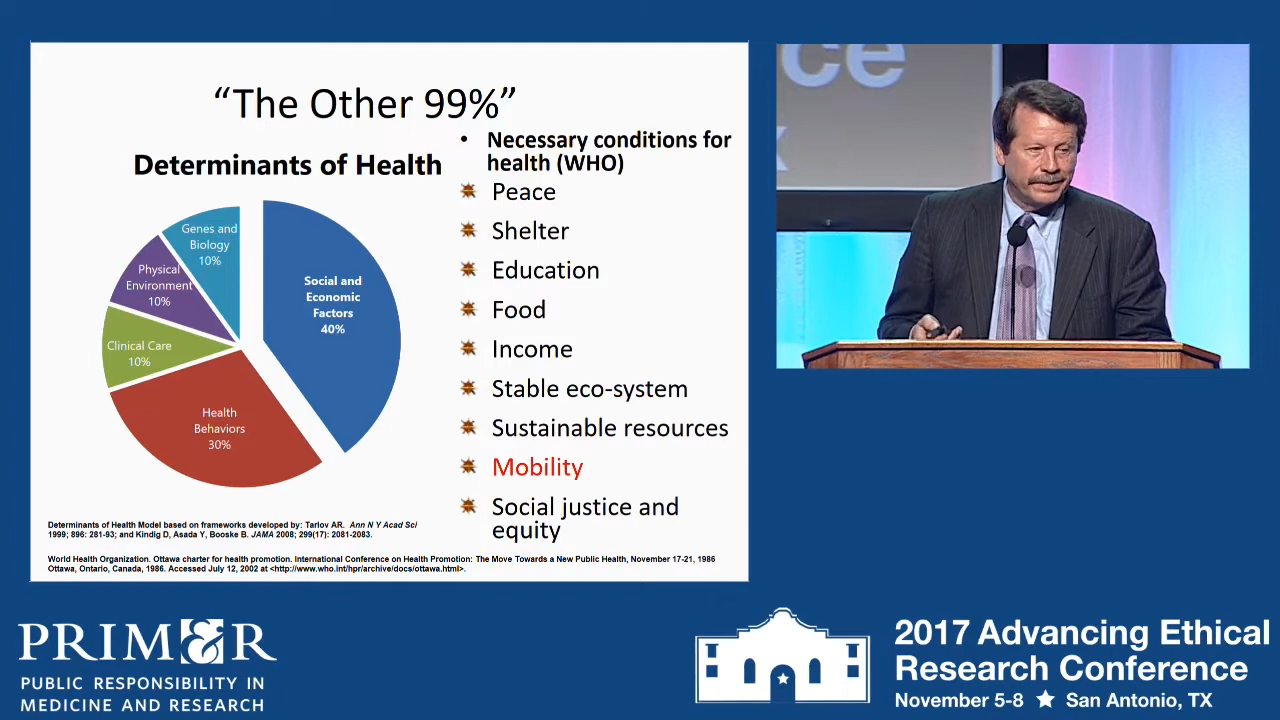 “The Other 99%”
Determinants of Health
Genes and
Biology
10%
Physical
Environment
10%
Clinical Care
10%
Health
Behaviors
30%
Social and
Economic
Factors
40%
• Necessary conditions for
health (WHO)
Peace
Shelter
Education
Food
Income
Stable eco-system
Sustainable resources
Mobility
Social justice and
equity
Determinants of Health Model based on frameworks developed by: Tarlov AR. Ann N Y Acad Sci
1999; 896: 281-93; and Kindig D, Asada Y, Booske B. JAMA 2008; 299(17): 2081-2083.
World Health Organization. Ottawa charter for health promotion. International Conference on Health Promotion: The Move Towards a New Public Health, November 17-21, 1986
Ottawa, Ontario, Canada, 1986. Accessed July 12, 2002 at <http://www.who.int/hpr/archive/docs/ottawa.html>.
ce
PRIM&R
PUBLIC RESPONSIBILITY IN
MEDICINE AND RESEARCH
2017 Advancing Ethical
Research Conference
November 5-8 ★ San Antonio, TX